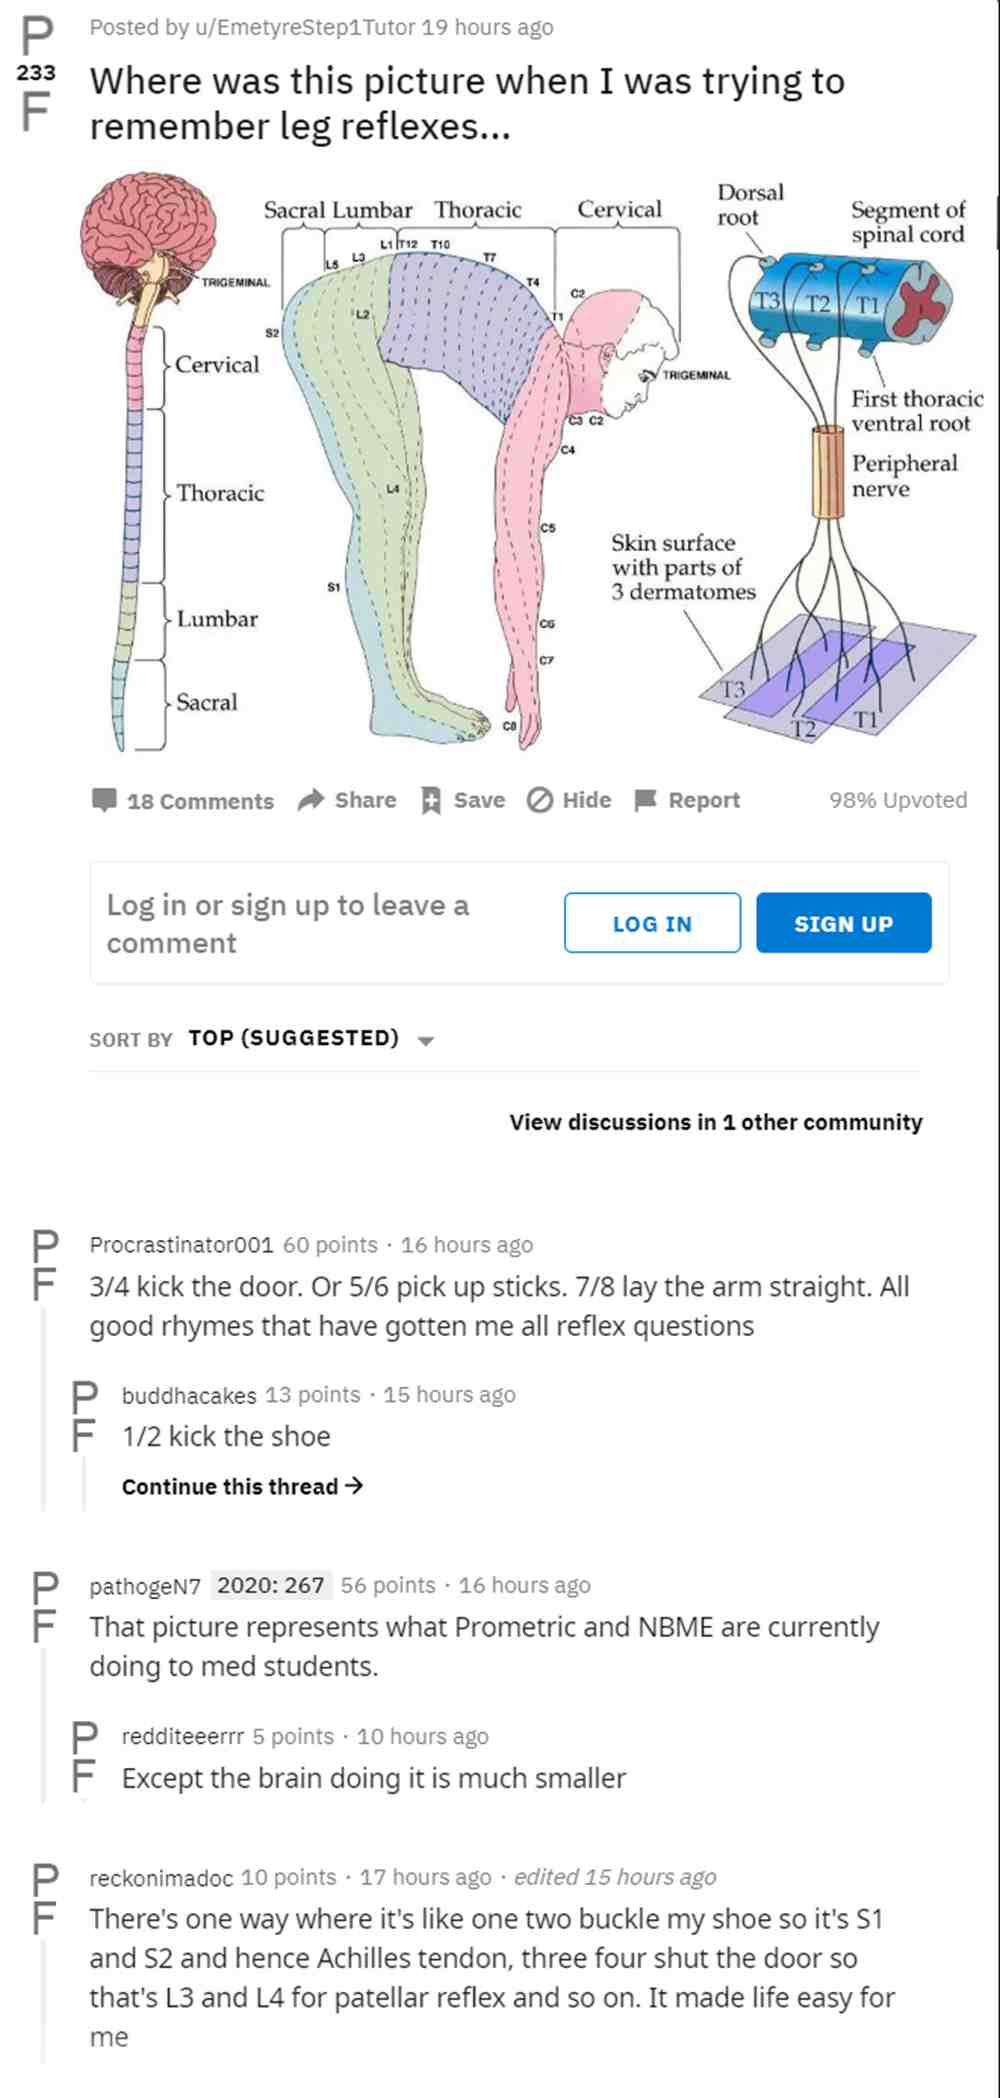 P
Posted by u/EmetyreStep1Tutor 19 hours ago
233
F
Where was this picture when I was trying to
remember leg reflexes...
TRIGEMINAL
Cervical
Thoracic
Lumbar
Sacral
Sacral Lumbar Thoracic Cervical
L1 T12 T10
L5 L3 T7
T4
C2
L2
T1
S2
TRIGEMINAL
C3 C2
C4
L4
C5
S1
C6
C7
C8
Dorsal
root
Segment of
spinal cord
T3 T2 T1
First thoracic
ventral root
Peripheral
nerve
Skin surface
with parts of
3 dermatomes
T3
T2
T1
18 Comments Share Save Hide Report 98% Upvoted
Log in or sign up to leave a
comment
LOG IN
SIGN UP
SORT BY TOP (SUGGESTED)
View discussions in 1 other community
P
F
Procrastinator001 60 points · 16 hours ago
3/4 kick the door. Or 5/6 pick up sticks. 7/8 lay the arm straight. All
good rhymes that have gotten me all reflex questions
P
F
buddhacakes 13 points · 15 hours ago
1/2 kick the shoe
Continue this thread →
P
F
pathogeN7 2020: 267 56 points · 16 hours ago
That picture represents what Prometric and NBME are currently
doing to med students.
P
F
redditeeerrr 5 points · 10 hours ago
Except the brain doing it is much smaller
P
F
reckonimadoc 10 points · 17 hours ago · edited 15 hours ago
There's one way where it's like one two buckle my shoe so it's S1
and S2 and hence Achilles tendon, three four shut the door so
that's L3 and L4 for patellar reflex and so on. It made life easy for
me